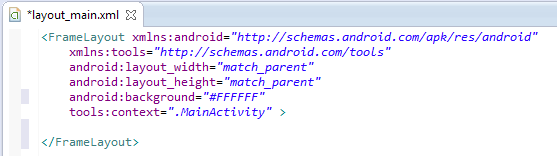 *layout_main.xml
<FrameLayout xmlns:android="http://schemas.android.com/apk/res/android"
xmlns:tools="http://schemas.android.com/tools"
android:layout_width="match_parent"
android:layout_height="match_parent"
android:background="#FFFFFF"
tools:context=".MainActivity" >
</FrameLayout>